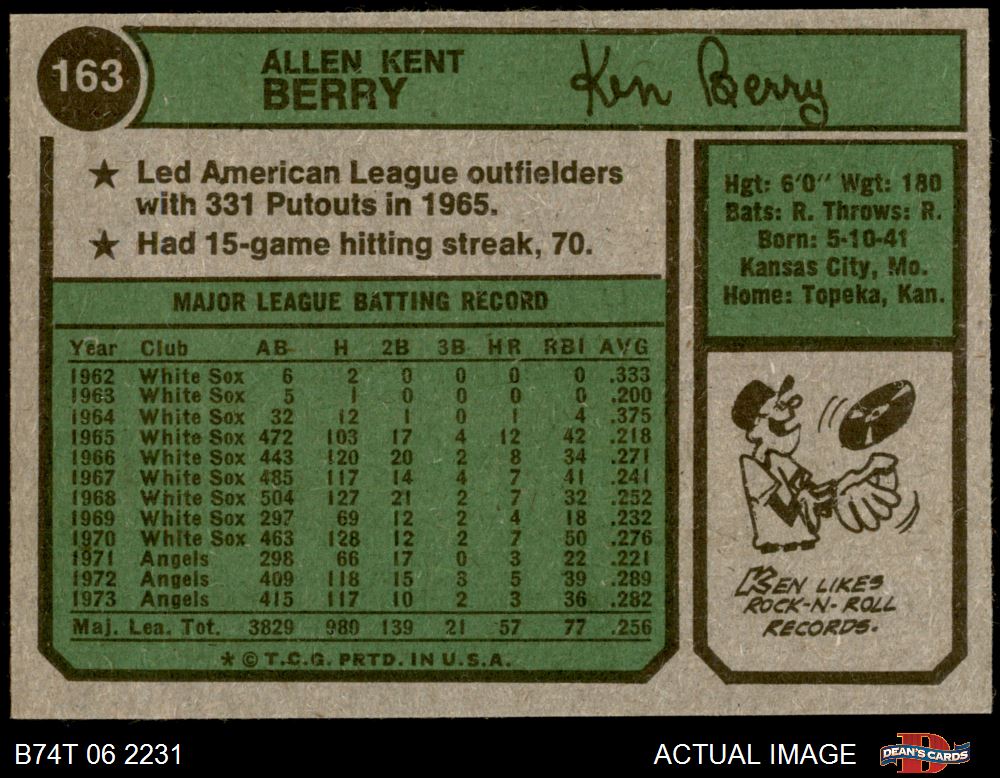 163
ALLEN KENT
BERRY
Ken Berry
★ Led American League outfielders
with 331 Putouts in 1965.
★ Had 15-game hitting streak, 70.
MAJOR LEAGUE BATTING RECORD
Year Club AB H 2B 3B HR RBI AVG
1962 White Sox 6 2 0 0 0 0 .333
1963 White Sox 5 1 0 0 0 0 .200
1964 White Sox 32 12 1 0 1 4 .375
1965 White Sox 472 103 17 4 12 42 .218
1966 White Sox 443 120 20 2 8 34 .271
1967 White Sox 485 117 14 4 7 41 .241
1968 White Sox 504 127 21 2 7 32 .252
1969 White Sox 297 69 12 2 4 18 .232
1970 White Sox 463 128 12 2 7 50 .276
1971 Angels 298 66 17 0 3 22 .221
1972 Angels 409 118 15 3 5 39 .289
1973 Angels 415 117 10 2 3 36 .282
Maj. Lea. Tot. 3829 980 139 21 57 77 .256
* © T.C.G. PRTD. IN U.S.A.
Hgt: 6'0" Wgt: 180
Bats: R. Throws: R.
Born: 5-10-41
Kansas City, Mo.
Home: Topeka, Kan.
KEN LIKES
ROCK-N-ROLL
RECORDS.
B74T 06 2231
ACTUAL IMAGE
DEAN'S CARDS